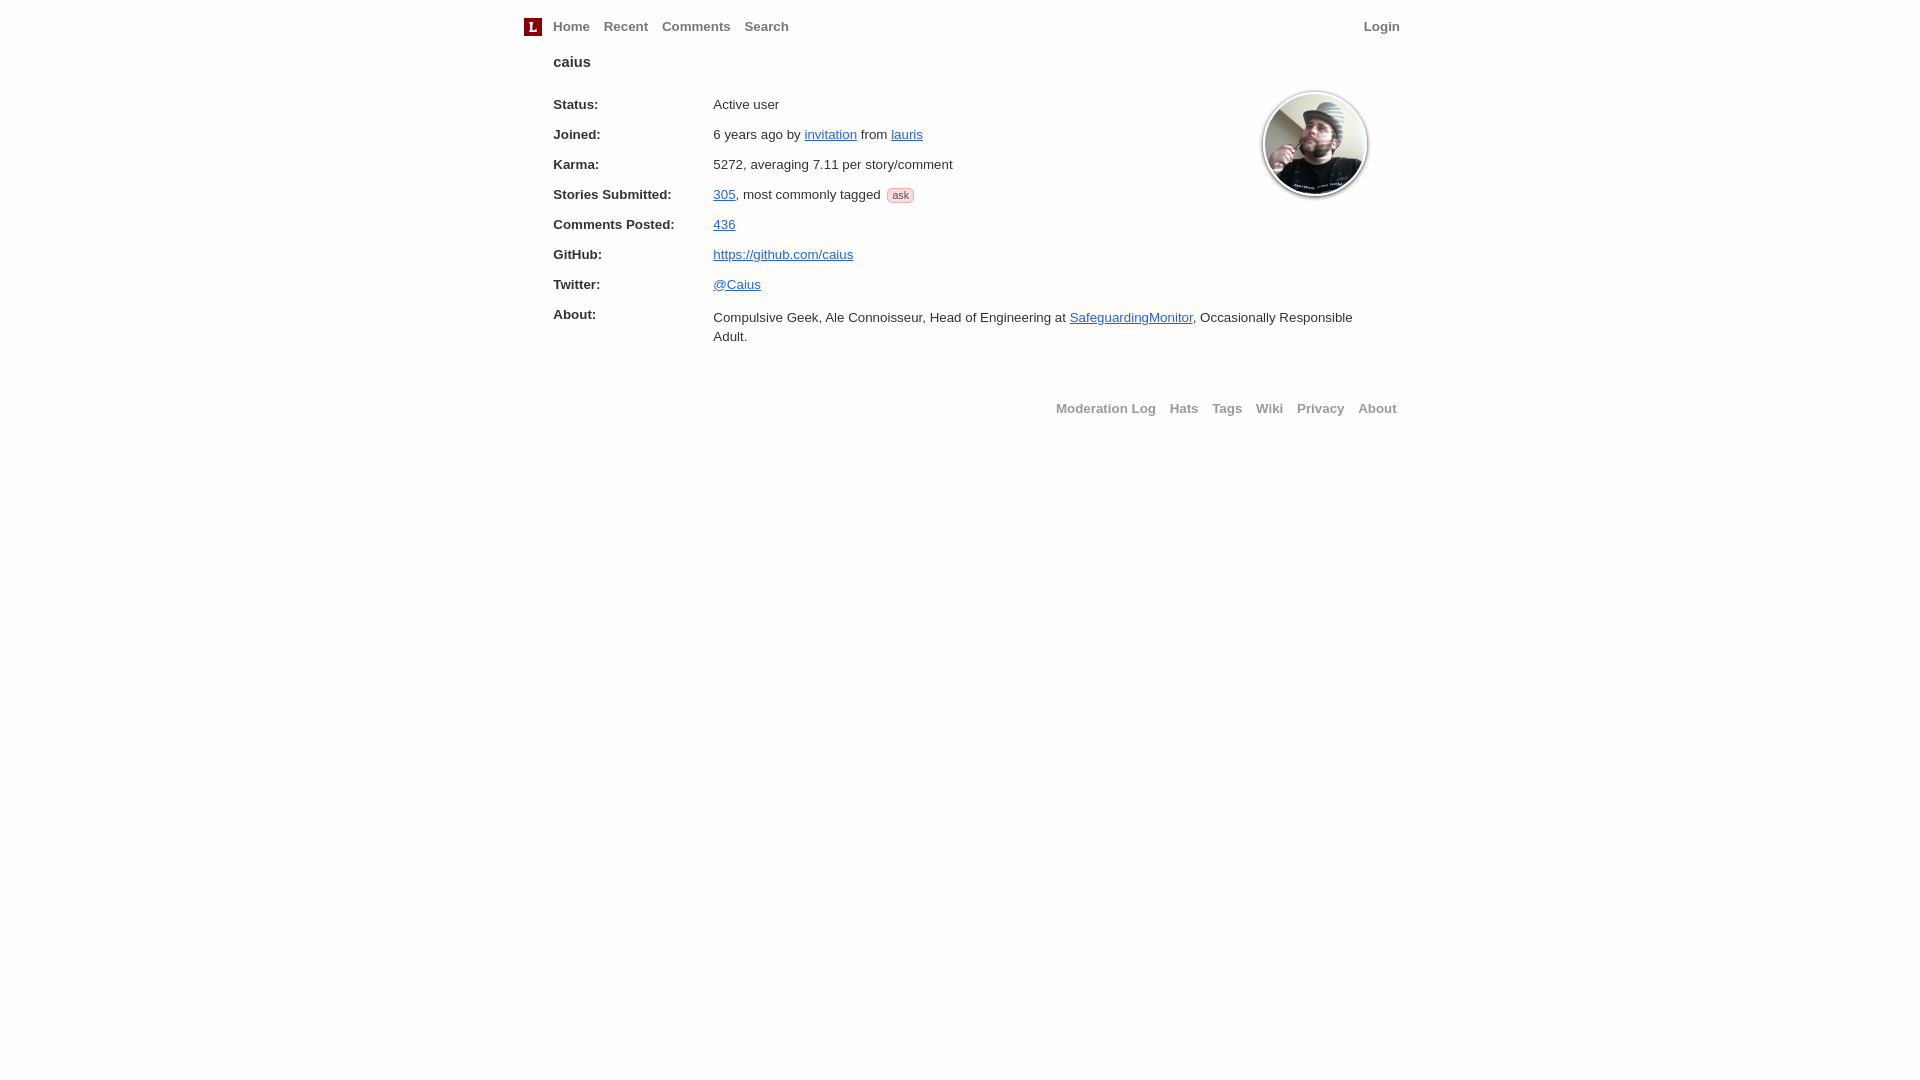 L Home Recent Comments Search Login
caius
Status: Active user
Joined: 6 years ago by invitation from lauris
Karma: 5272, averaging 7.11 per story/comment
Stories Submitted: 305, most commonly tagged ask
Comments Posted: 436
GitHub: https://github.com/caius
Twitter: @Caius
About: Compulsive Geek, Ale Connoisseur, Head of Engineering at SafeguardingMonitor, Occasionally Responsible
Adult.
Moderation Log Hats Tags Wiki Privacy About